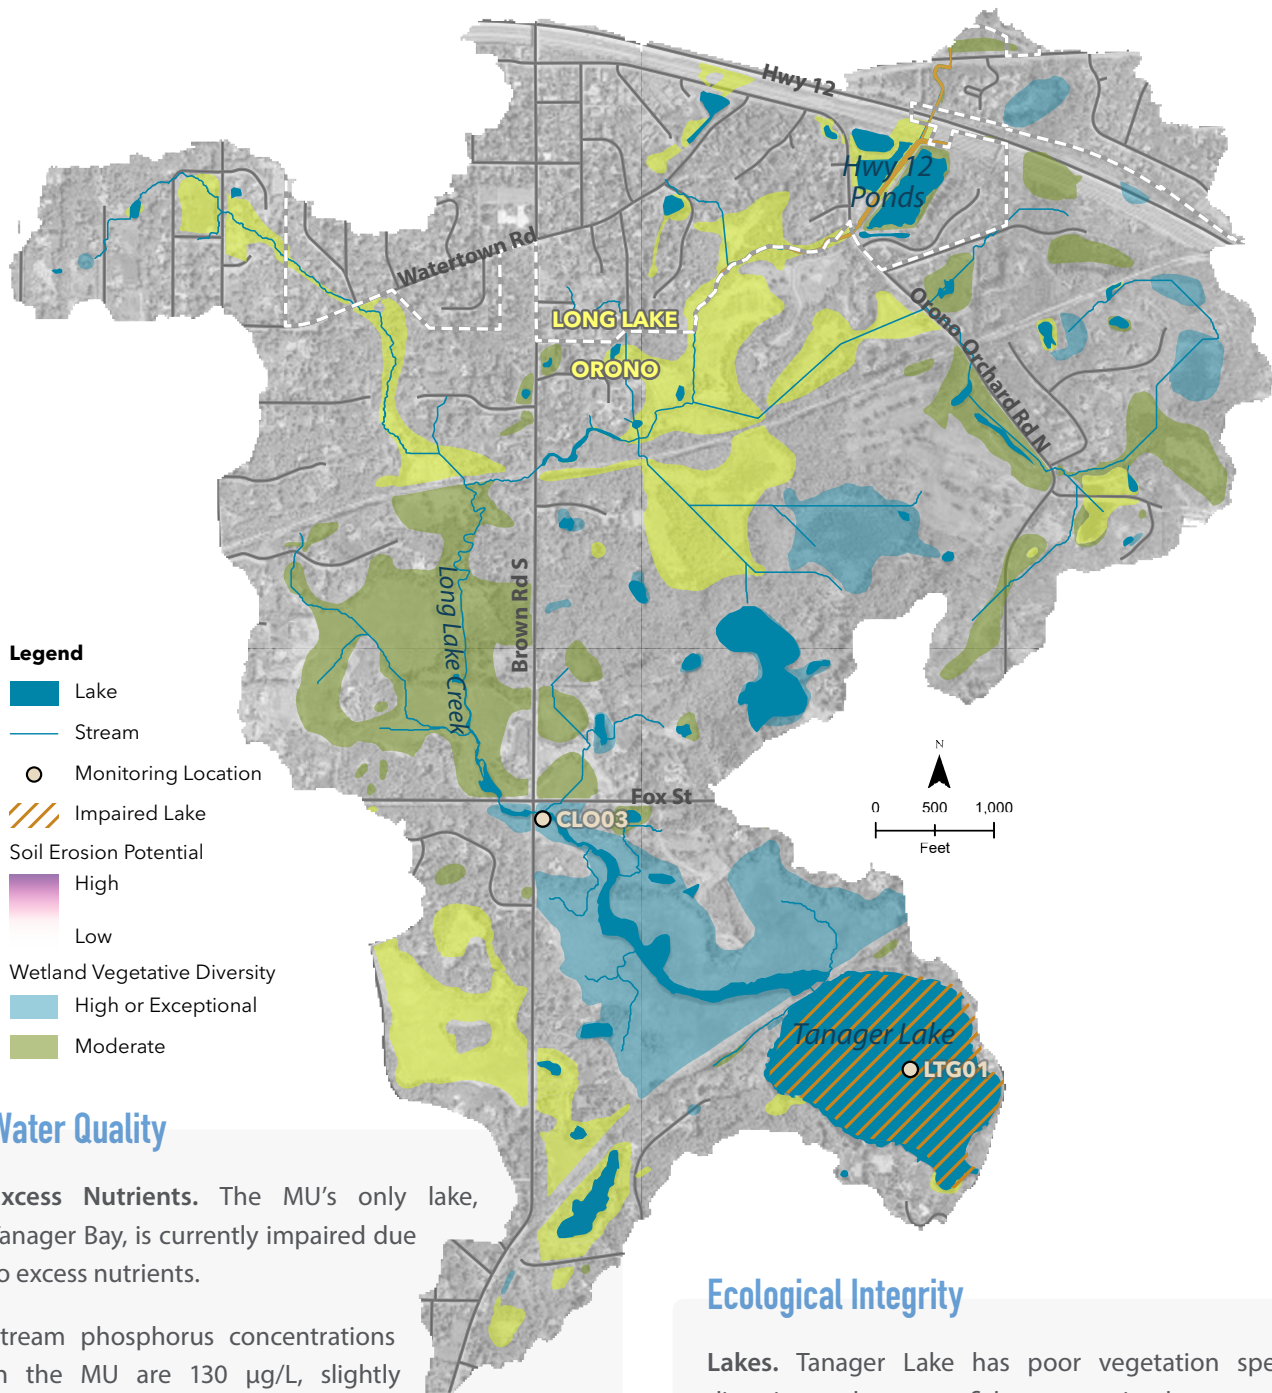 Hwy 12
Hwy 12
Ponds
Watertown Rd
LONG LAKE
ORONO
Orono Orchard Rd N
Long Lake Creek
Brown Rd S
Legend
Lake
Stream
Monitoring Location
Impaired Lake
Soil Erosion Potential
High
Low
Wetland Vegetative Diversity
High or Exceptional
Moderate
N
0 500 1,000
Feet
Fox St
CLO03
Tanager Lake
LTG01
Water Quality
xcess Nutrients. The MU's only lake,
anager Bay, is currently impaired due
o excess nutrients.
tream phosphorus concentrations
n the MU are 130 µg/L, slightly
Ecological Integrity
Lakes. Tanager Lake has poor vegetation spe